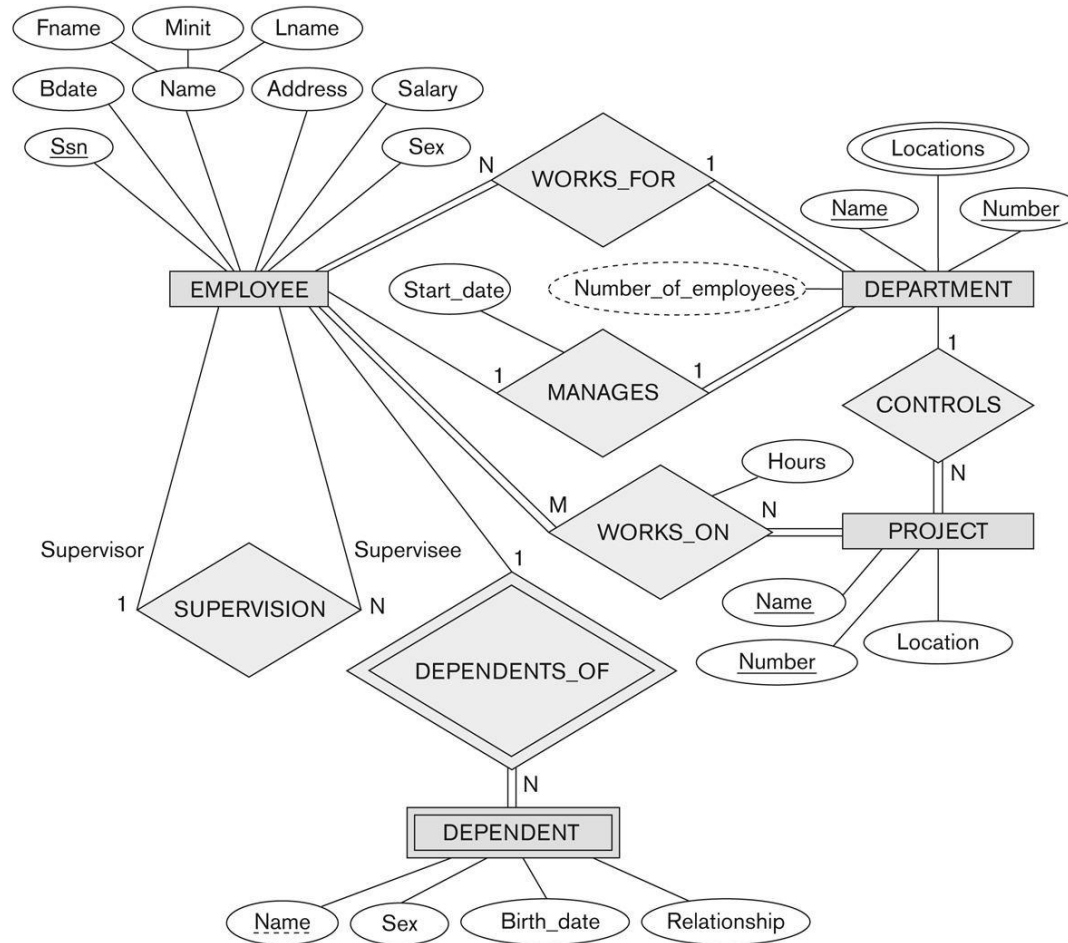 Fname
Minit
Lname
Bdate
Name
Address
Salary
Ssn
Sex
N
WORKS_FOR
1
Locations
Name
Number
EMPLOYEE
Start_date
Number_of_employees
DEPARTMENT
1
MANAGES
1
1
CONTROLS
N
Hours
M
WORKS_ON
N
PROJECT
Supervisor
Supervisee
1
SUPERVISION
N
1
Name
Number
Location
DEPENDENTS_OF
N
DEPENDENT
Name
Sex
Birth_date
Relationship